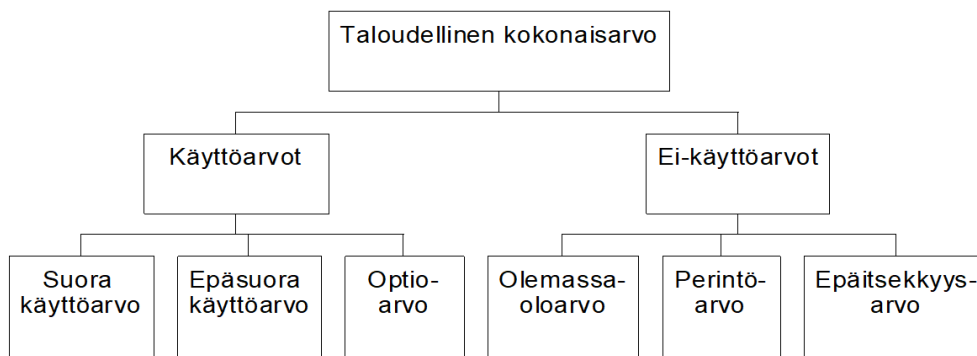 Taloudellinen kokonaisarvo
Käyttöarvot
Ei-käyttöarvot
Suora
käyttöarvo
Epäsuora
käyttöarvo
Optio-
arvo
Olemassa-
oloarvo
Perintö-
arvo
Epäitsekkyys-
arvo